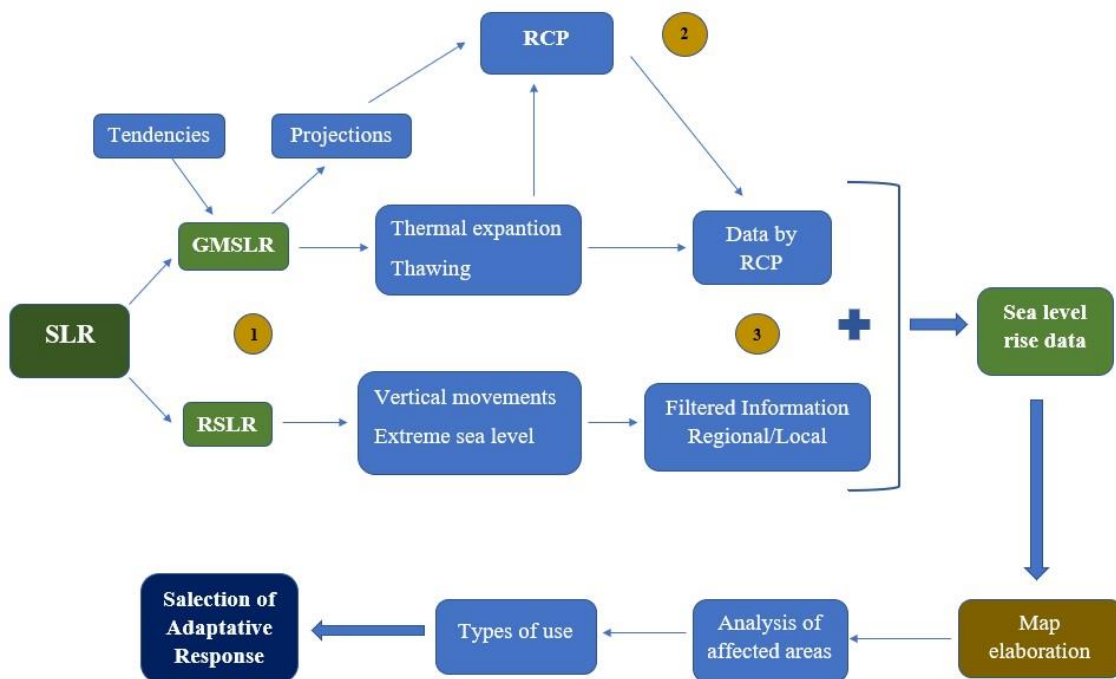 RCP
2
Tendencies
Projections
GMSLR
Thermal expantion
Thawing
Data by
RCP
SLR
1
3
Sea level
rise data
RSLR
Vertical movements
Extreme sea level
Filtered Information
Regional/Local
Salection of
Adaptative
Response
Types of use
Analysis of
affected areas
Map
elaboration